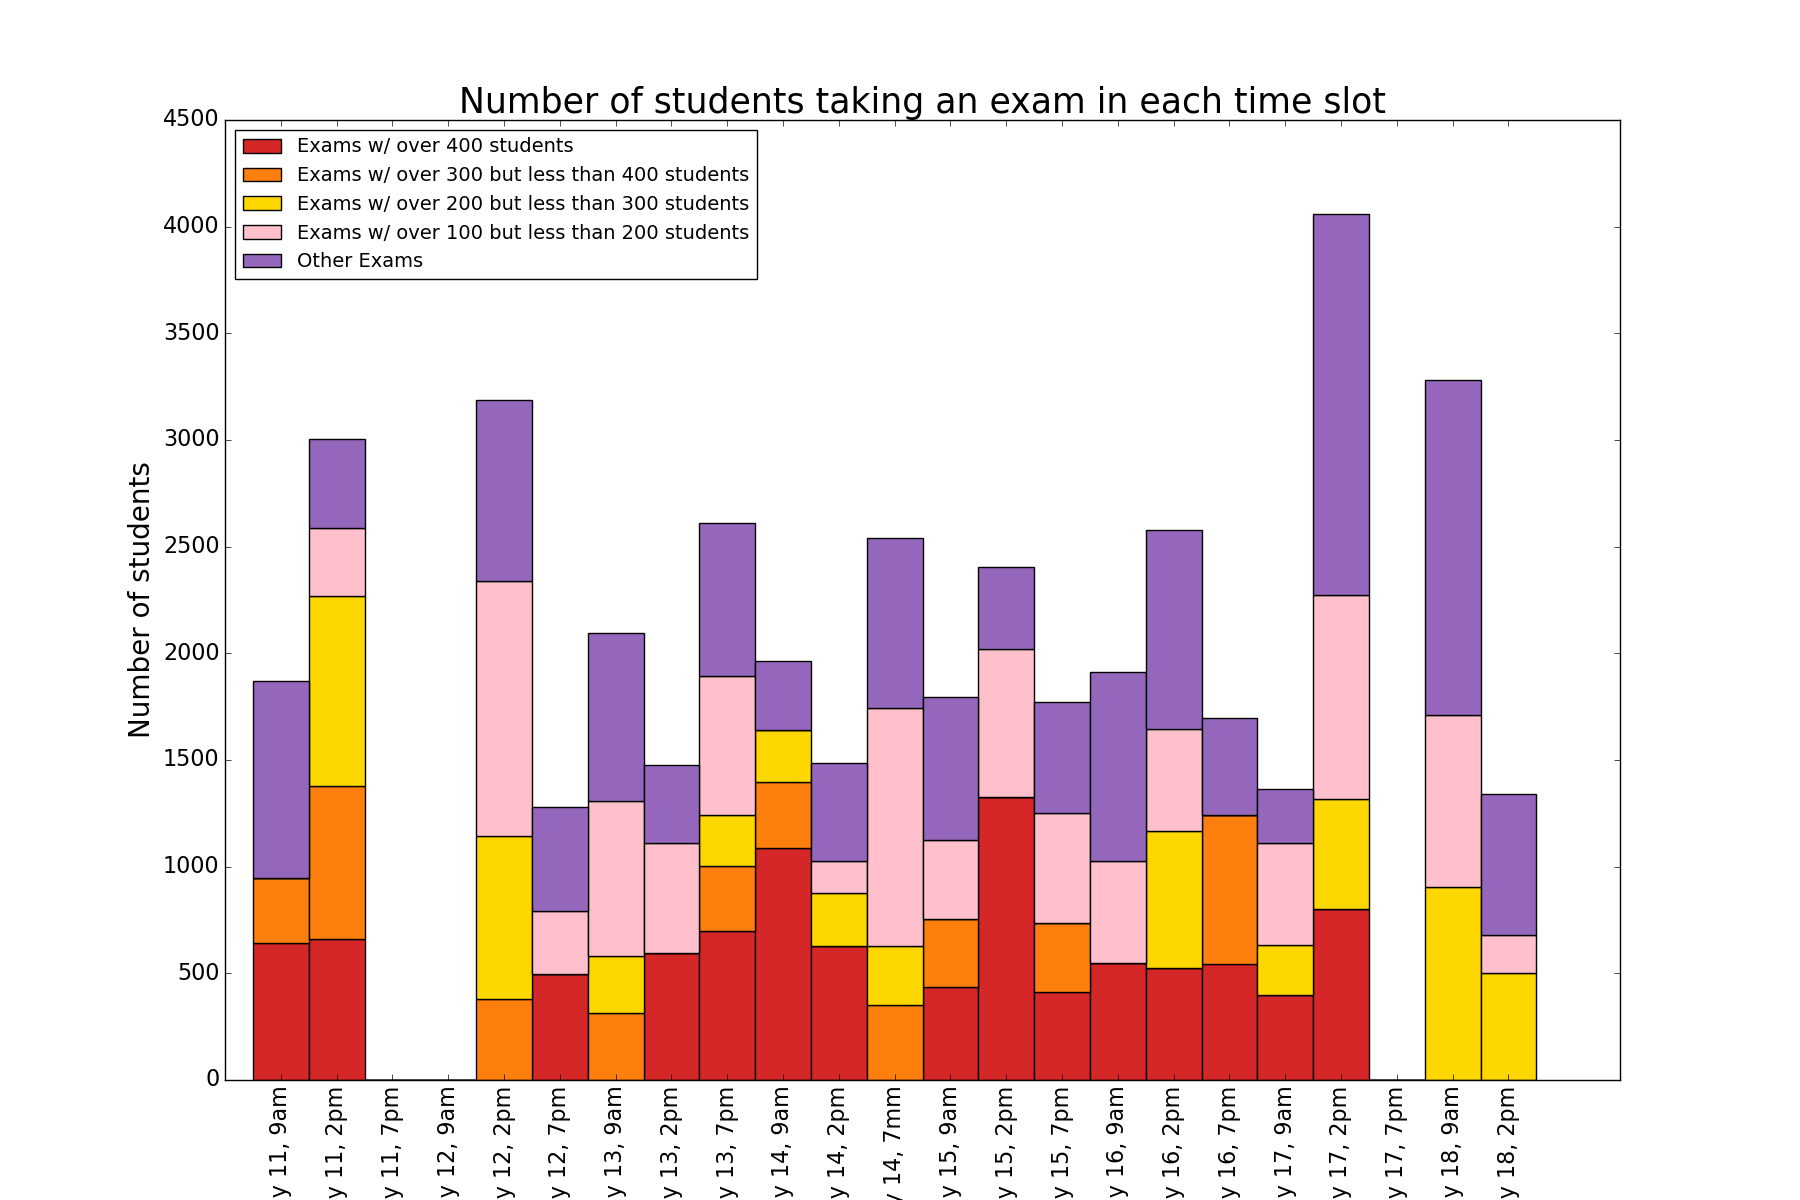 Number of students taking an exam in each time slot
Exams w/ over 400 students
Exams w/ over 300 but less than 400 students
Exams w/ over 200 but less than 300 students
Exams w/ over 100 but less than 200 students
Other Exams
Number of students
4500
4000
3500
3000
2500
2000
1500
1000
500
0
y 11, 9am
y 11, 2pm
y 11, 7pm
y 12, 9am
y 12, 2pm
y 12, 7pm
y 13, 9am
y 13, 2pm
y 13, 7pm
y 14, 9am
y 14, 2pm
y 14, 7mm
y 15, 9am
y 15, 2pm
y 15, 7pm
y 16, 9am
y 16, 2pm
y 16, 7pm
y 17, 9am
y 17, 2pm
y 17, 7pm
y 18, 9am
y 18, 2pm